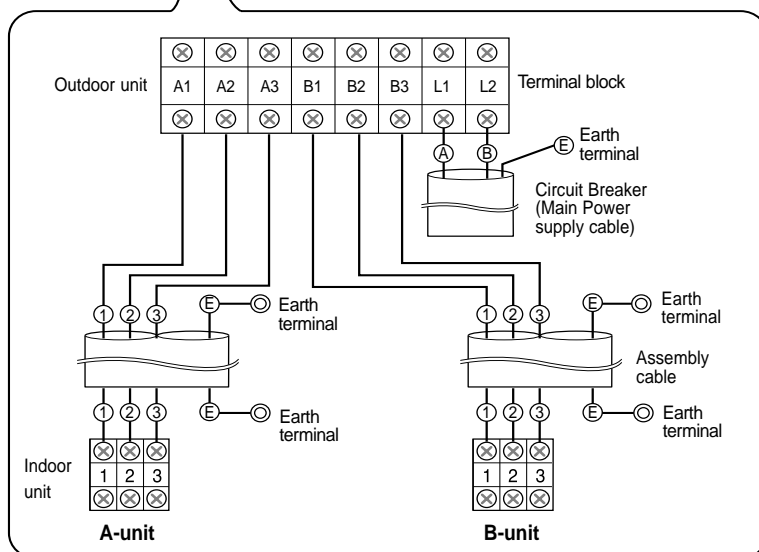 Outdoor unit A1 A2 A3 B1 B2 B3 L1 L2 Terminal block
A B E Earth
terminal
Circuit Breaker
(Main Power
supply cable)
1 2 3 E Earth
terminal
1 2 3 E Earth
terminal
Assembly
cable
1 2 3 E Earth
terminal
1 2 3 E Earth
terminal
Indoor
unit
1 2 3
1 2 3
A-unit
B-unit